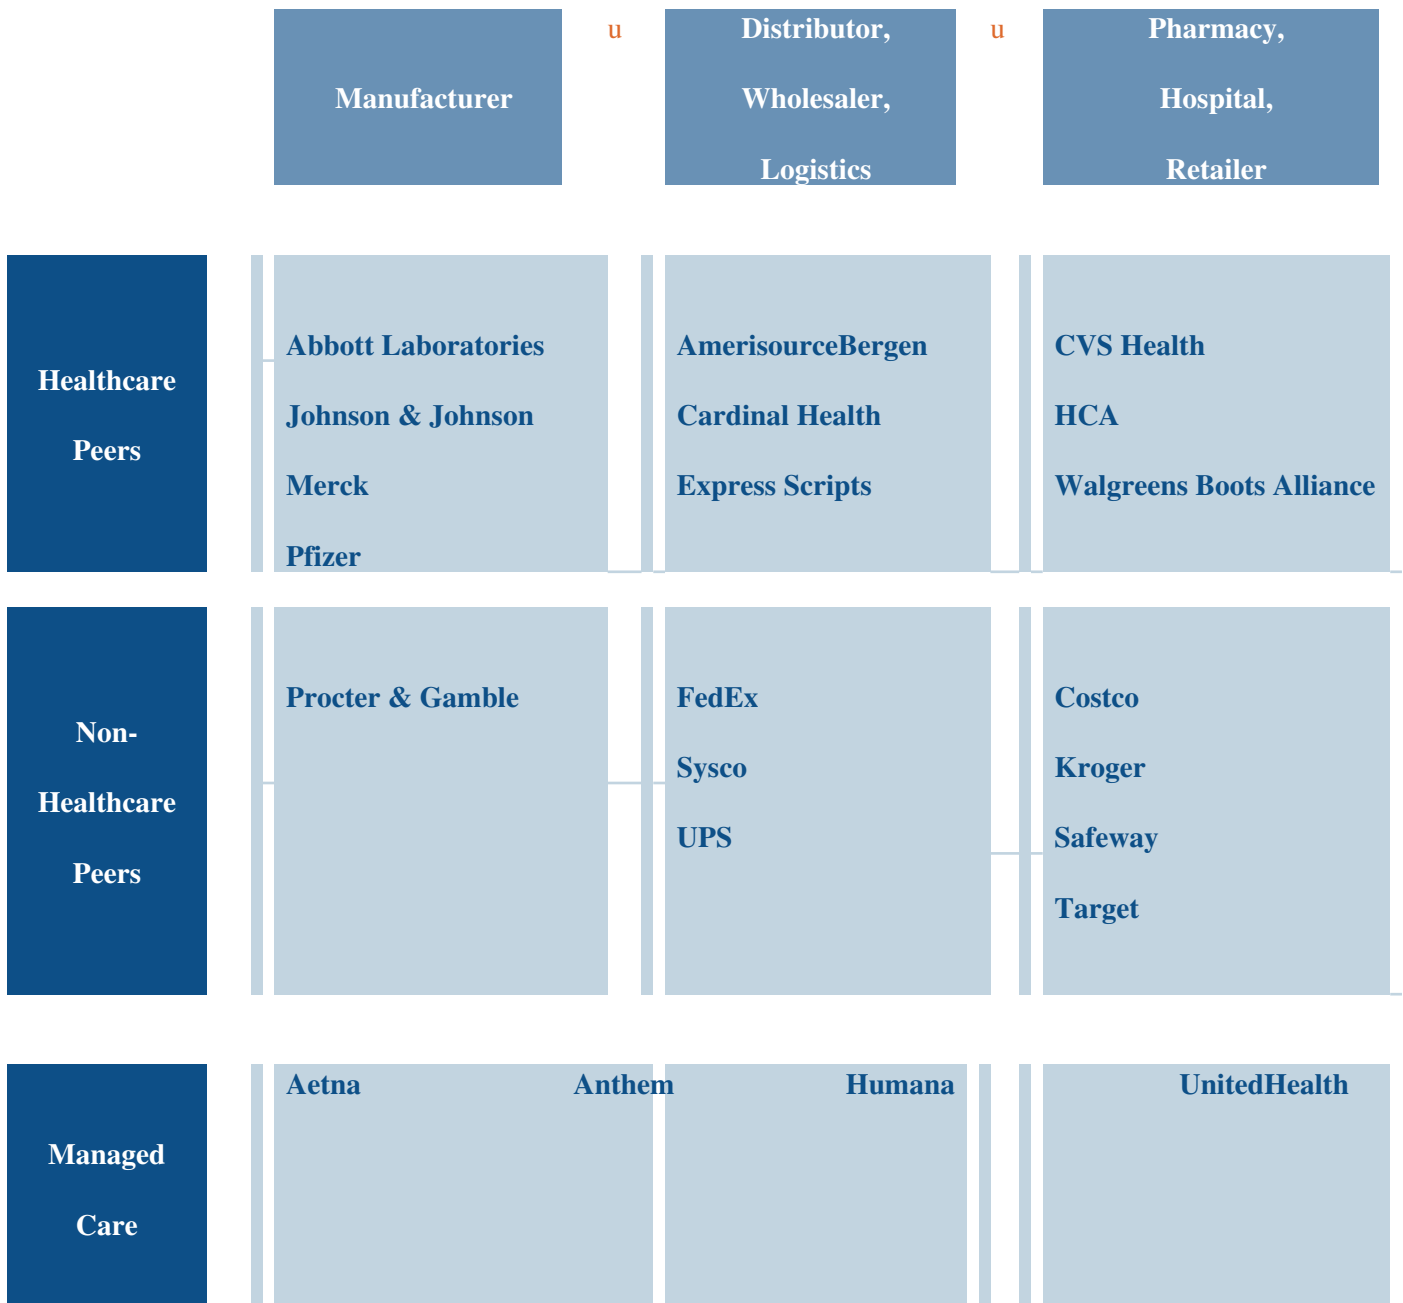 Manufacturer
u
Distributor,
Wholesaler,
Logistics
u
Pharmacy,
Hospital,
Retailer
Healthcare
Peers
Abbott Laboratories
Johnson & Johnson
Merck
Pfizer
AmerisourceBergen
Cardinal Health
Express Scripts
CVS Health
HCA
Walgreens Boots Alliance
Non-
Healthcare
Peers
Procter & Gamble
FedEx
Sysco
UPS
Costco
Kroger
Safeway
Target
Managed
Care
Aetna Anthem Humana UnitedHealth